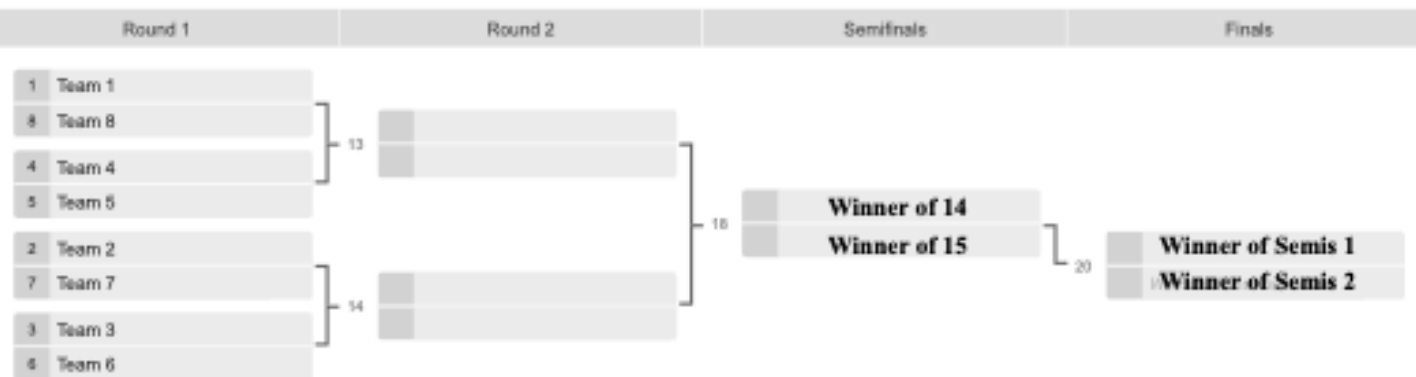 Round 1 Round 2 Semifinals Finals
1 Team 1
8 Team 8
13
4 Team 4
5 Team 5
18
Winner of 14
Winner of 15
2 Team 2
7 Team 7
20
Winner of Semis 1
Winner of Semis 2
14
3 Team 3
6 Team 6